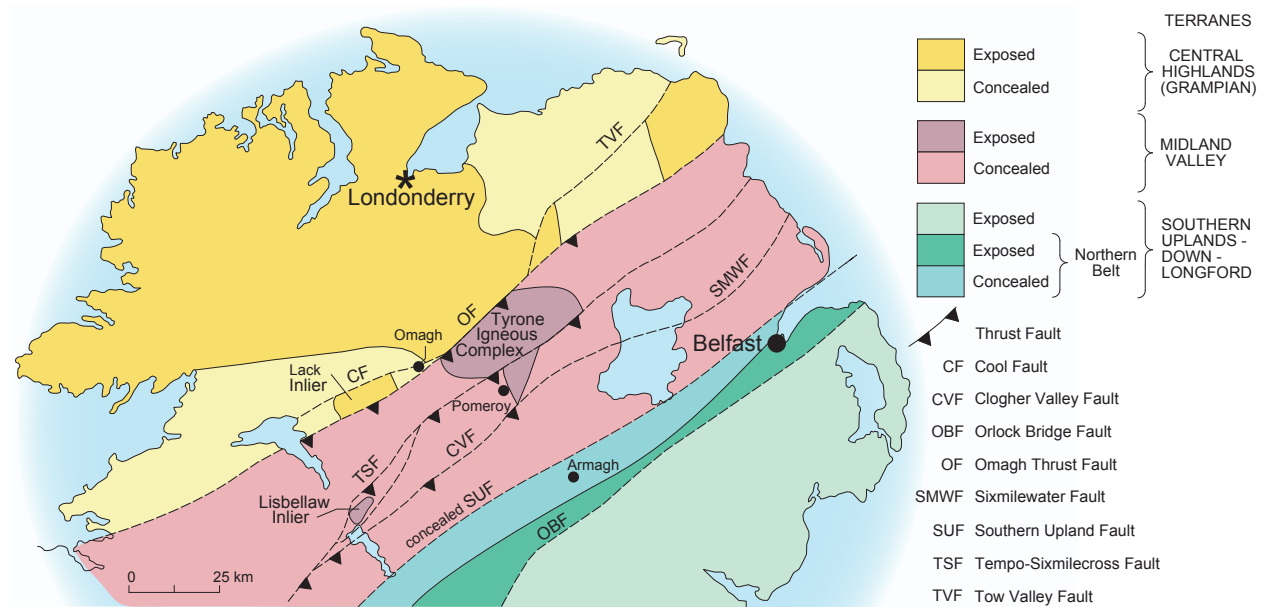 TVF
Londonderry
SMWF
OF
Tyrone
Igneous
Complex
Omagh
Belfast
Lack
Inlier
CF
Pomeroy
CVF
TSF
Armagh
Lisbellaw
Inlier
concealed SUF
OBF
0 25 km
TERRANES
Exposed
Concealed
CENTRAL
HIGHLANDS
(GRAMPIAN)
Exposed
Concealed
MIDLAND
VALLEY
Exposed
Exposed
Concealed
Northern
Belt
SOUTHERN
UPLANDS -
DOWN -
LONGFORD
Thrust Fault
CF Cool Fault
CVF Clogher Valley Fault
OBF Orlock Bridge Fault
OF Omagh Thrust Fault
SMWF Sixmilewater Fault
SUF Southern Upland Fault
TSF Tempo-Sixmilecross Fault
TVF Tow Valley Fault